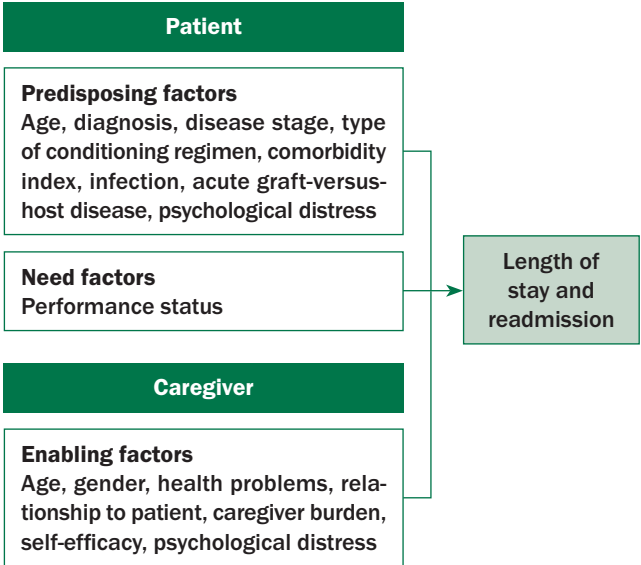 Patient
Predisposing factors
Age, diagnosis, disease stage, type
of conditioning regimen, comorbidity
index, infection, acute graft-versus-
host disease, psychological distress
Need factors
Performance status
Length of
stay and
readmission
Caregiver
Enabling factors
Age, gender, health problems, rela-
tionship to patient, caregiver burden,
self-efficacy, psychological distress